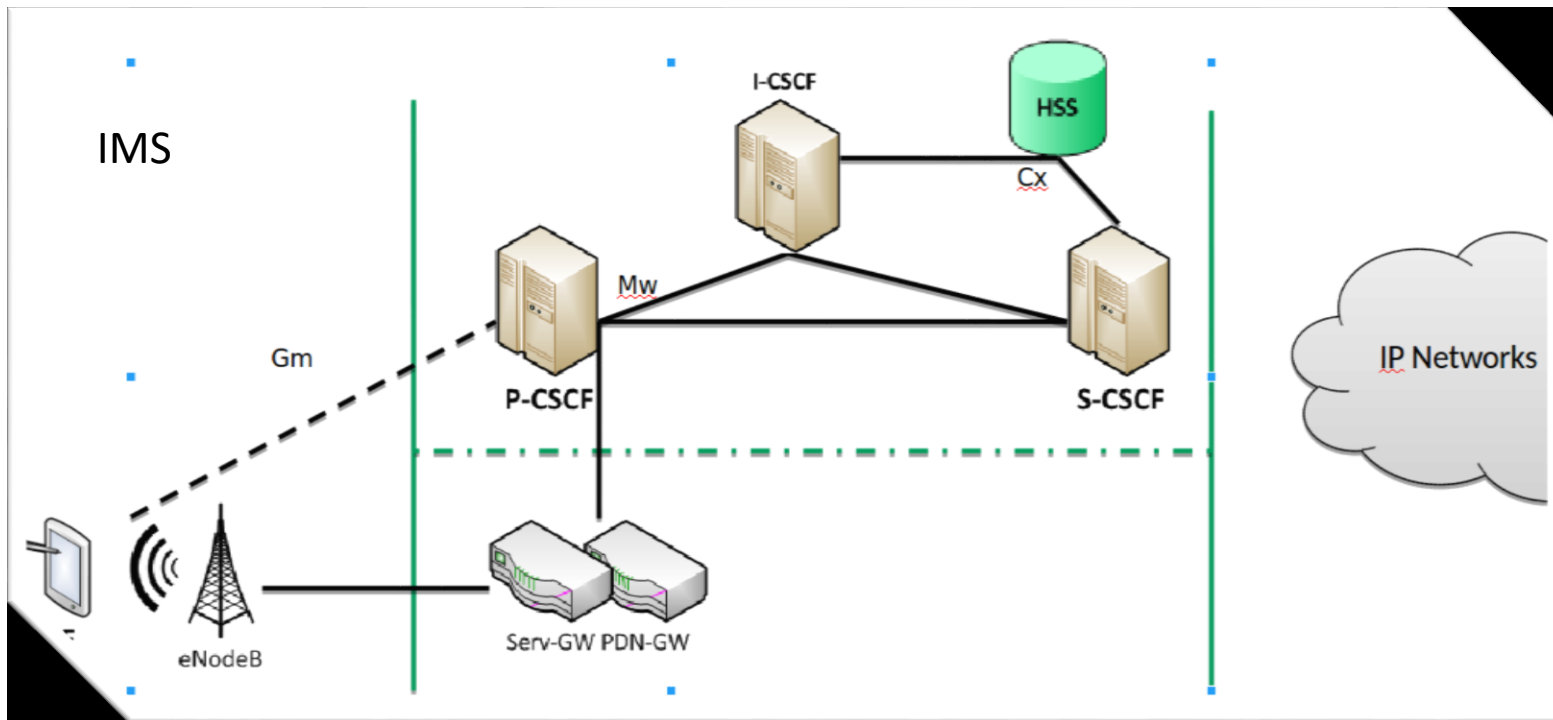 I-CSCF
HSS
IMS
Cx
Mw
Gm
IP Networks
P-CSCF
S-CSCF
Serv-GW PDN-GW
eNodeB